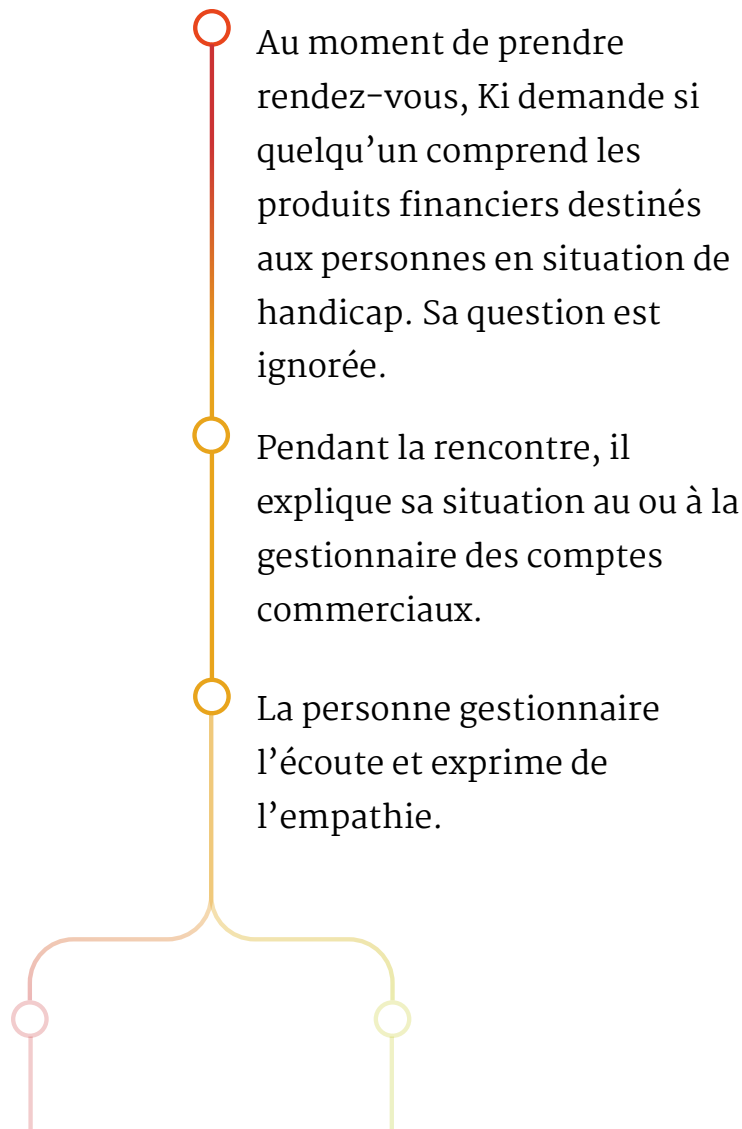 Au moment de prendre
rendez-vous, Ki demande si
quelqu’un comprend les
produits financiers destinés
aux personnes en situation de
handicap. Sa question est
ignorée.
Pendant la rencontre, il
explique sa situation au ou à la
gestionnaire des comptes
commerciaux.
La personne gestionnaire
l’écoute et exprime de
l’empathie.